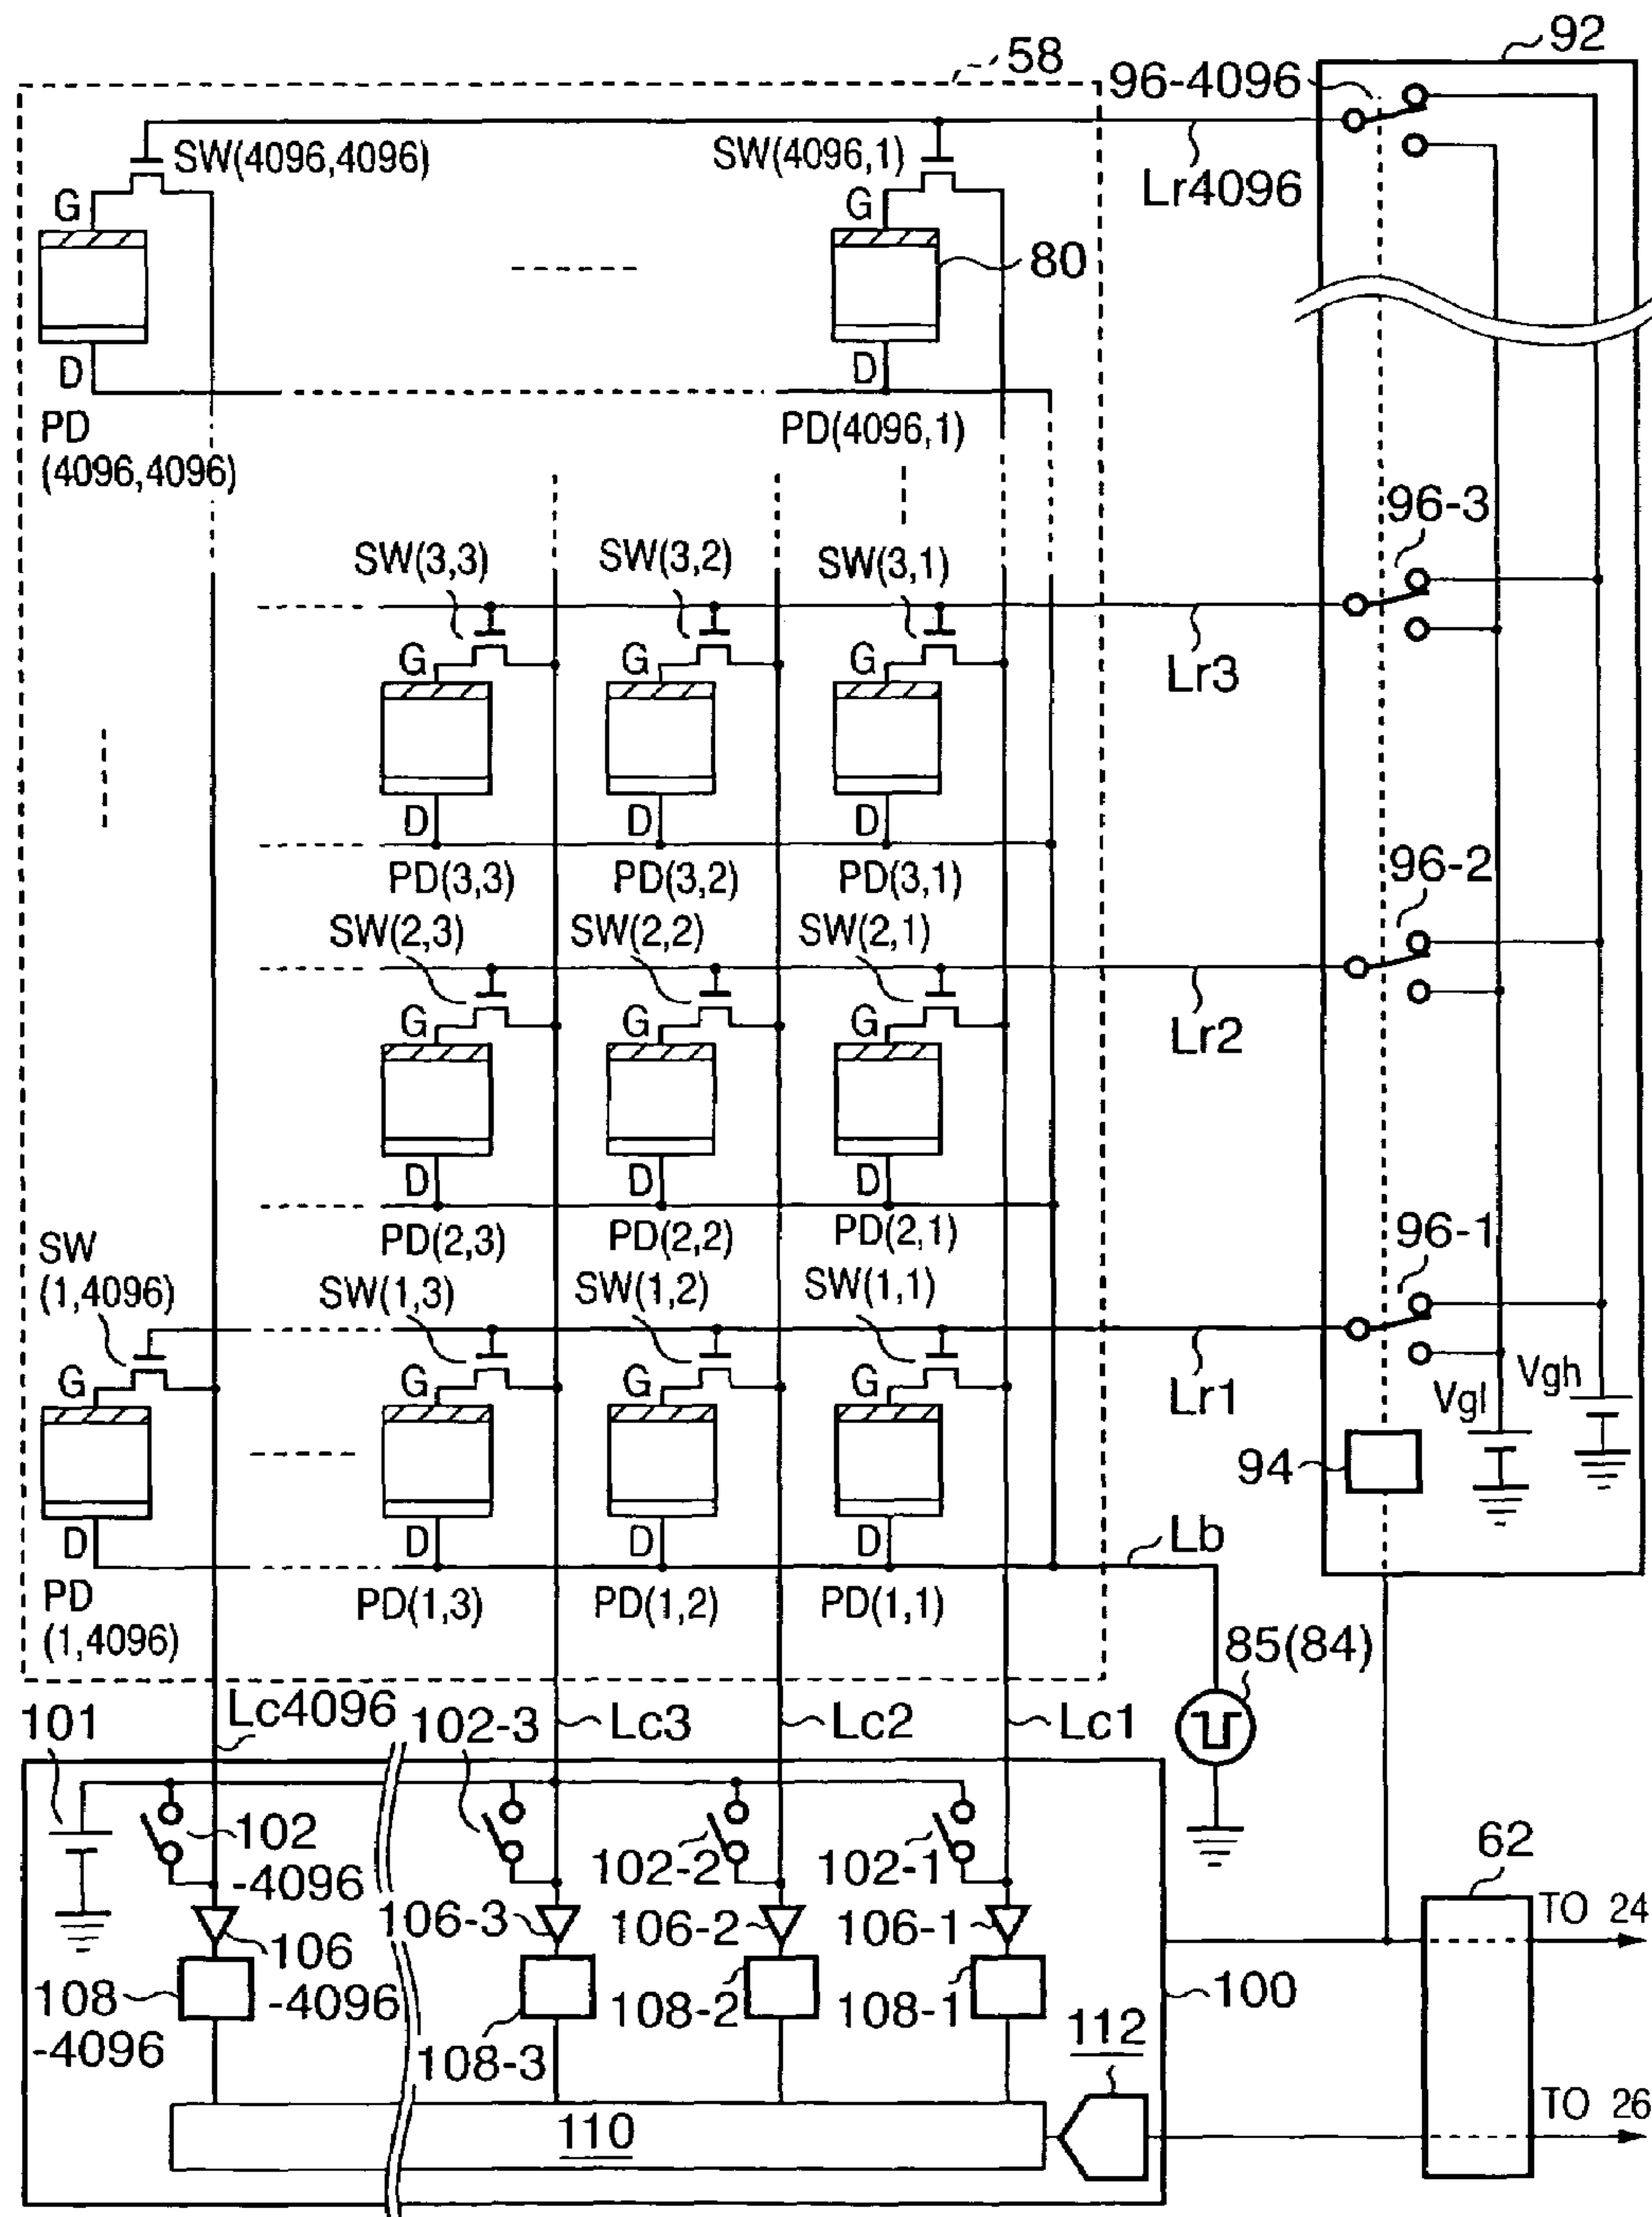 92
58
96-4096
SW(4096,4096)
SW(4096,1)
Lr4096
G
G
80
D
D
PD
(4096,4096)
PD(4096,1)
96-3
SW(3,3)
SW(3,2)
SW(3,1)
G
G
G
Lr3
D
D
D
PD(3,3)
PD(3,2)
PD(3,1)
96-2
SW(2,3)
SW(2,2)
SW(2,1)
G
G
G
Lr2
D
D
D
PD(2,3)
PD(2,2)
PD(2,1)
96-1
SW
(1,4096)
SW(1,3)
SW(1,2)
SW(1,1)
G
G
G
G
Lr1
Vgl
Vgh
94
D
D
D
D
Lb
PD
(1,4096)
PD(1,3)
PD(1,2)
PD(1,1)
85(84)
101
Lc4096
102-3
Lc3
Lc2
Lc1
102
-4096
102-2
102-1
62
106-3
106-2
106-1
TO 24
106
-4096
108
-4096
108-3
108-2
108-1
100
112
TO 26
110